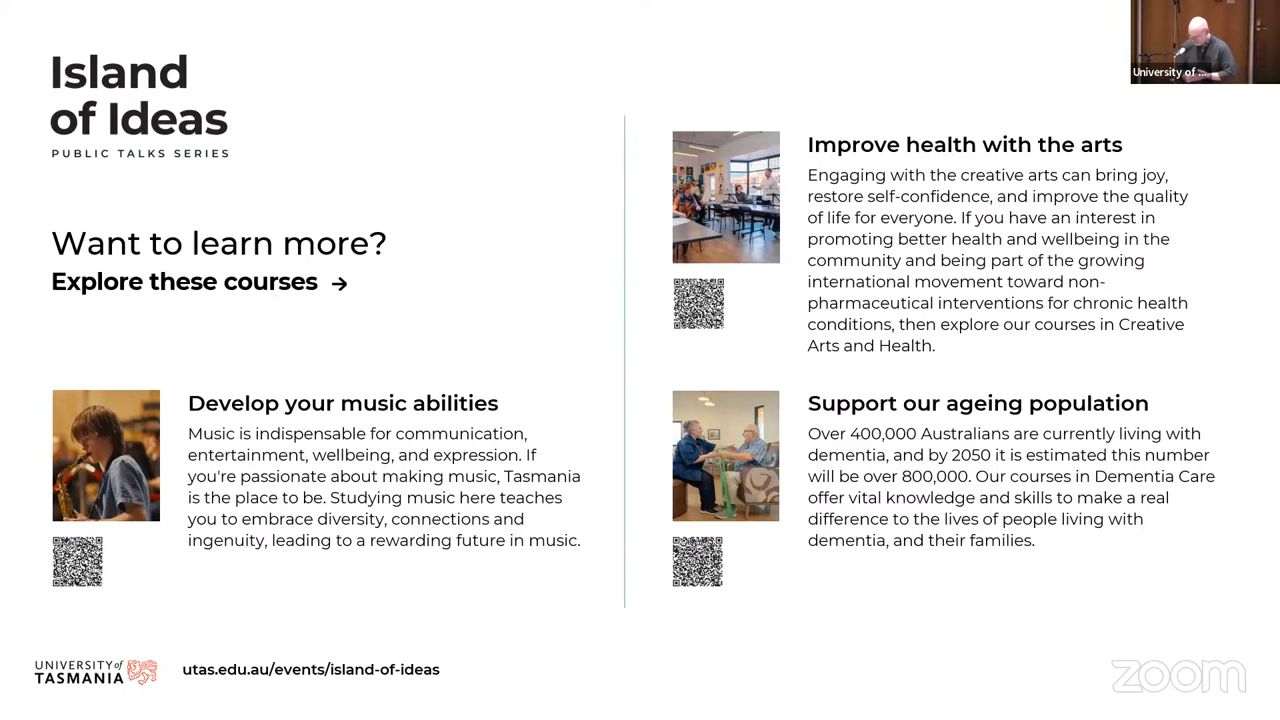 Island
of Ideas
PUBLIC TALKS SERIES
Want to learn more?
Explore these courses →
Develop your music abilities
Music is indispensable for communication,
entertainment, wellbeing, and expression. If
you're passionate about making music, Tasmania
is the place to be. Studying music here teaches
you to embrace diversity, connections and
ingenuity, leading to a rewarding future in music.
Improve health with the arts
Engaging with the creative arts can bring joy,
restore self-confidence, and improve the quality
of life for everyone. If you have an interest in
promoting better health and wellbeing in the
community and being part of the growing
international movement toward non-
pharmaceutical interventions for chronic health
conditions, then explore our courses in Creative
Arts and Health.
Support our ageing population
Over 400,000 Australians are currently living with
dementia, and by 2050 it is estimated this number
will be over 800,000. Our courses in Dementia Care
offer vital knowledge and skills to make a real
difference to the lives of people living with
dementia, and their families.
University of ...
UNIVERSITY of
TASMANIA
utas.edu.au/events/island-of-ideas
zoom